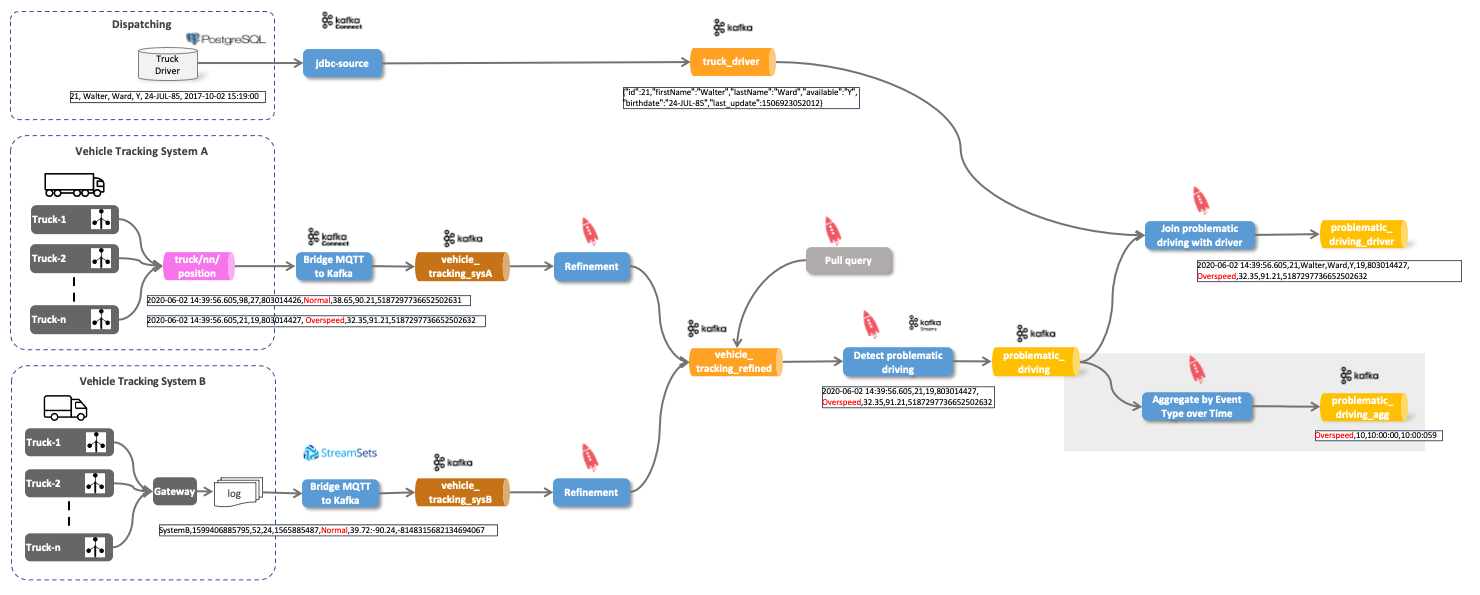 Dispatching
PostgreSQL
Truck
Driver
21, Walter, Ward, Y, 24-JUL-85, 2017-10-02 15:19:00
kafka
Connect
jdbc-source
kafka
truck_driver
{"id":21,"firstName":"Walter","lastName":"Ward","available":"Y",
"birthdate":"24-JUL-85","last_update":1506923052012}
Vehicle Tracking System A
Truck-1
Truck-2
Truck-n
truck/nn/
position
kafka
Connect
Bridge MQTT
to Kafka
kafka
vehicle_
tracking_sysA
Refinement
2020-06-02 14:39:56.605,98,27,803014426,Normal,38.65,90.21,5187297736652502631
2020-06-02 14:39:56.605,21,19,803014427, Overspeed,32.35,91.21,5187297736652502632
Pull query
kafka
vehicle_
tracking_refined
kafka
Streams
Detect problematic
driving
2020-06-02 14:39:56.605,21,19,803014427,
Overspeed,32.35,91.21,5187297736652502632
kafka
problematic_
driving
Join problematic
driving with driver
problematic_
driving_driver
2020-06-02 14:39:56.605,21,Walter,Ward,Y,19,803014427,
Overspeed,32.35,91.21,5187297736652502632
Aggregate by Event
Type over Time
kafka
problematic_
driving_agg
Overspeed,10,10:00:00,10:00:059
Vehicle Tracking System B
Truck-1
Truck-2
Truck-n
Gateway
log
StreamSets
Bridge MQTT
to Kafka
kafka
vehicle_
tracking_sysB
Refinement
SystemB,1599406885795,52,24,1565885487,Normal,39.72:-90.24,-8148315682134694067